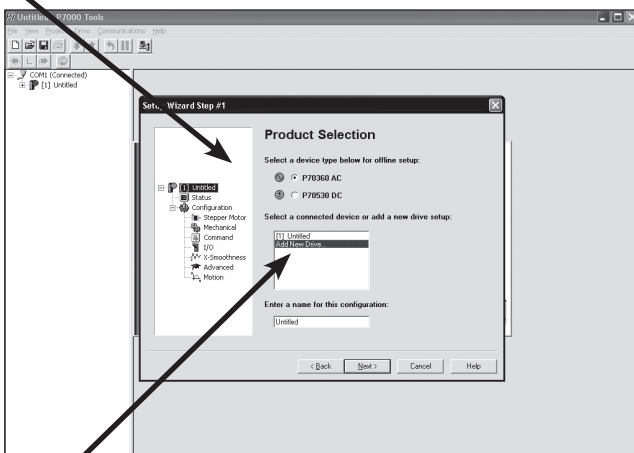 Untitled - P7000 Tools
File View Project Drive Communications Help
COM1 (Connected)
[1] Untitled
Setup Wizard Step #1
Product Selection
Select a device type below for offline setup:
P70360 AC
P70530 DC
[1] Untitled
Status
Configuration
Stepper Motor
Mechanical
Command
I/O
X-Smoothness
Advanced
Motion
Select a connected device or add a new drive setup:
[1] Untitled
Add New Drive...
Enter a name for this configuration:
Untitled
< Back Next > Cancel Help